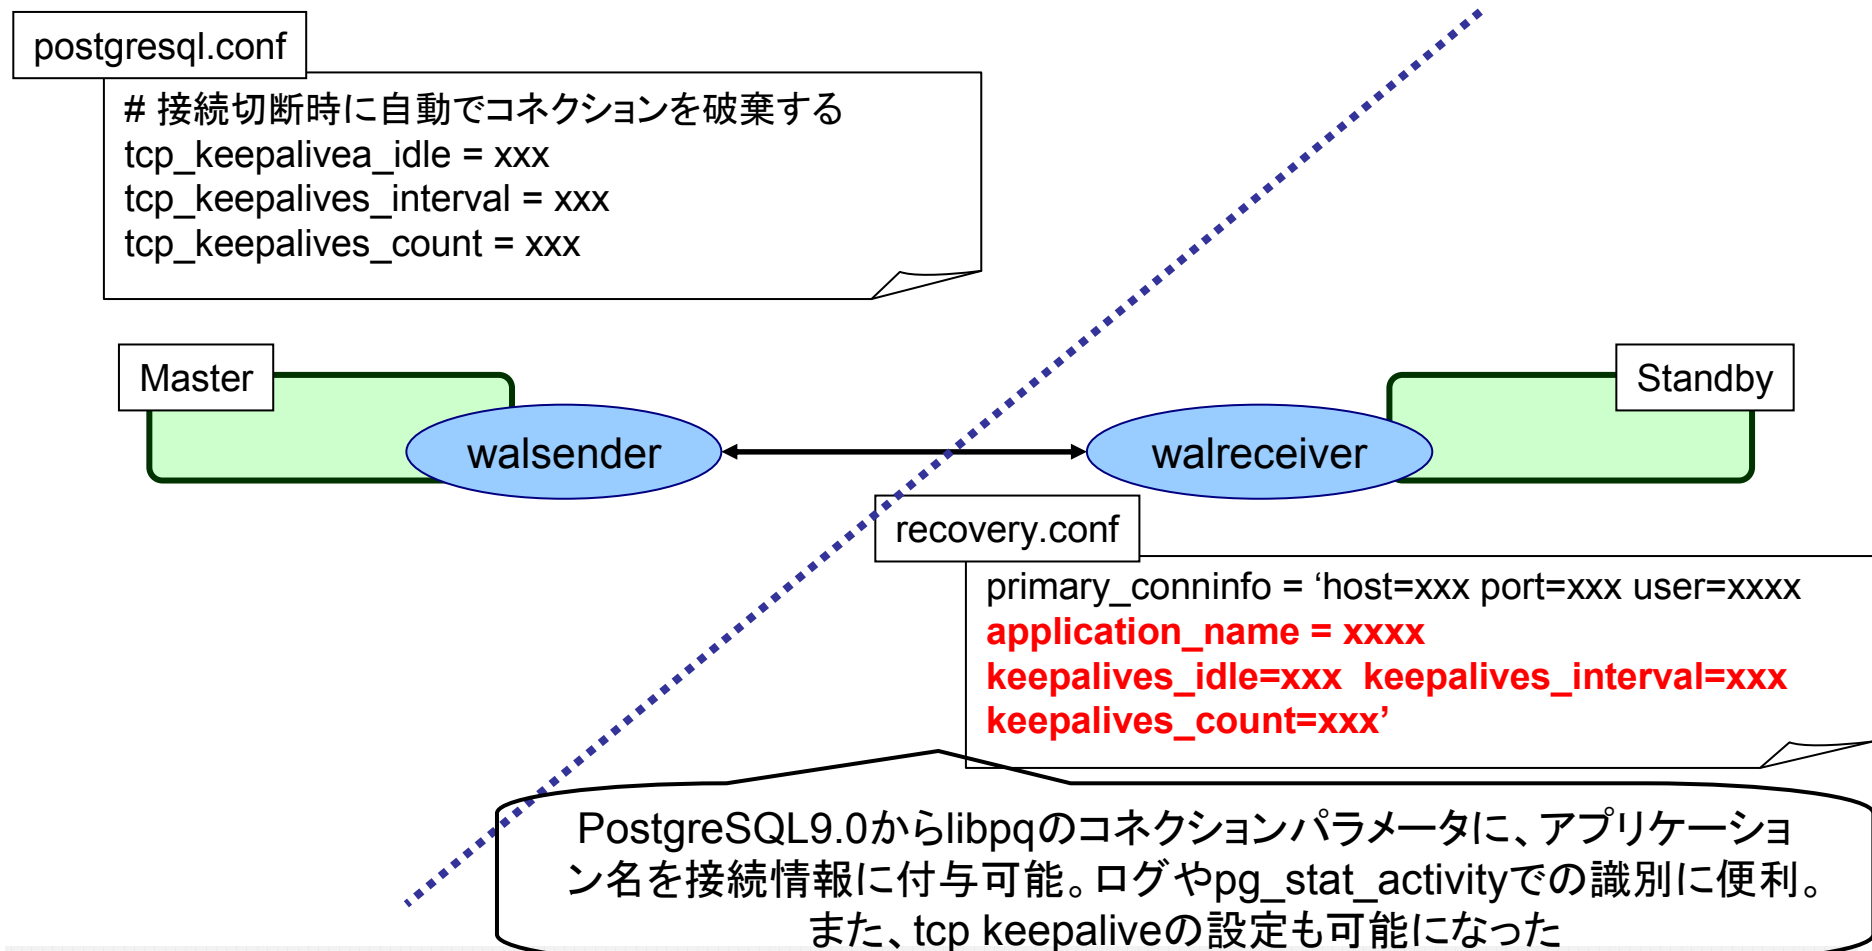 postgresql.conf
# 接続切断時に自動でコネクションを破棄する
tcp_keepalivea_idle = xxx
tcp_keepalives_interval = xxx
tcp_keepalives_count = xxx
Master
walsender
walreceiver
Standby
recovery.conf
primary_conninfo = ‘host=xxx port=xxx user=xxxx
application_name = xxxx
keepalives_idle=xxx  keepalives_interval=xxx
keepalives_count=xxx’
PostgreSQL9.0からlibpqのコネクションパラメータに、アプリケーショ
ン名を接続情報に付与可能。ログやpg_stat_activityでの識別に便利。
また、tcp keepaliveの設定も可能になった